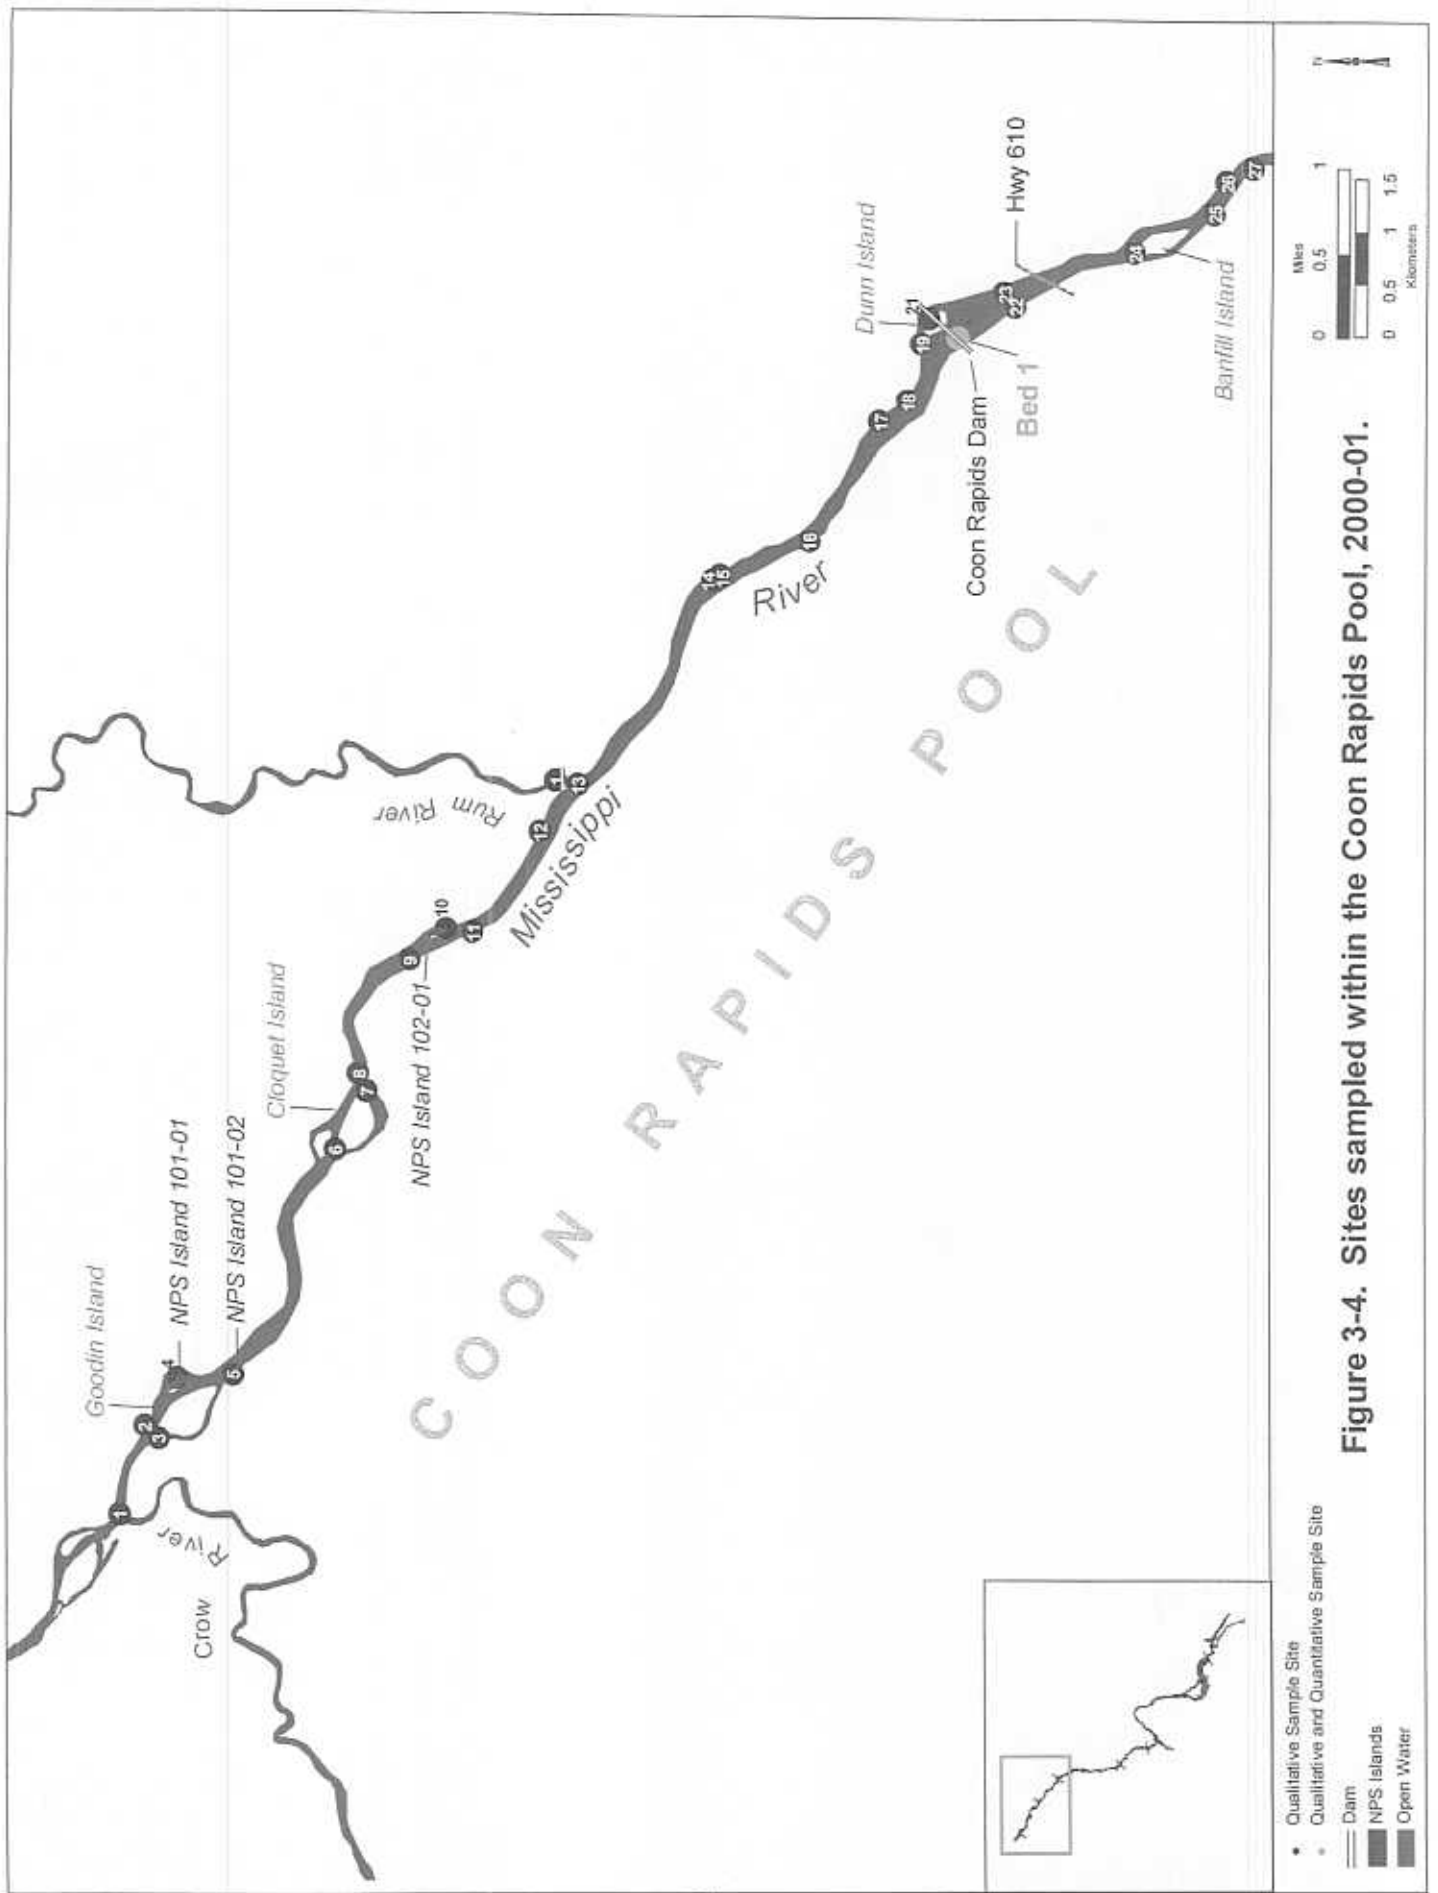 Crow
River
1
2
3
Goodin Island
4
NPS Island 101-01
5
NPS Island 101-02
6
Cloquet Island
7
8
9
NPS Island 102-01
10
11
Mississippi
12
Rum River
1
13
14
15
River
16
17
18
19
Dunn Island
21
Coon Rapids Dam
Bed 1
22
23
Hwy 610
24
Banfill Island
25
26
27
COON RAPIDS POOL
Qualitative Sample Site
Qualitative and Quantitative Sample Site
Dam
NPS Islands
Open Water
Figure 3-4. Sites sampled within the Coon Rapids Pool, 2000-01.
Miles
0 0.5 1
0 0.5 1 1.5
Kilometers
N